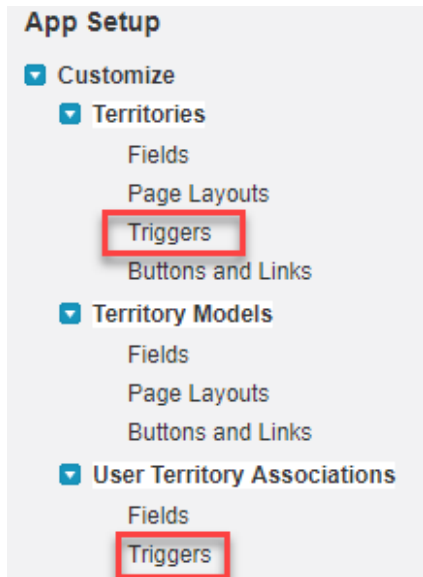 App Setup
Customize
Territories
Fields
Page Layouts
Triggers
Buttons and Links
Territory Models
Fields
Page Layouts
Buttons and Links
User Territory Associations
Fields
Triggers